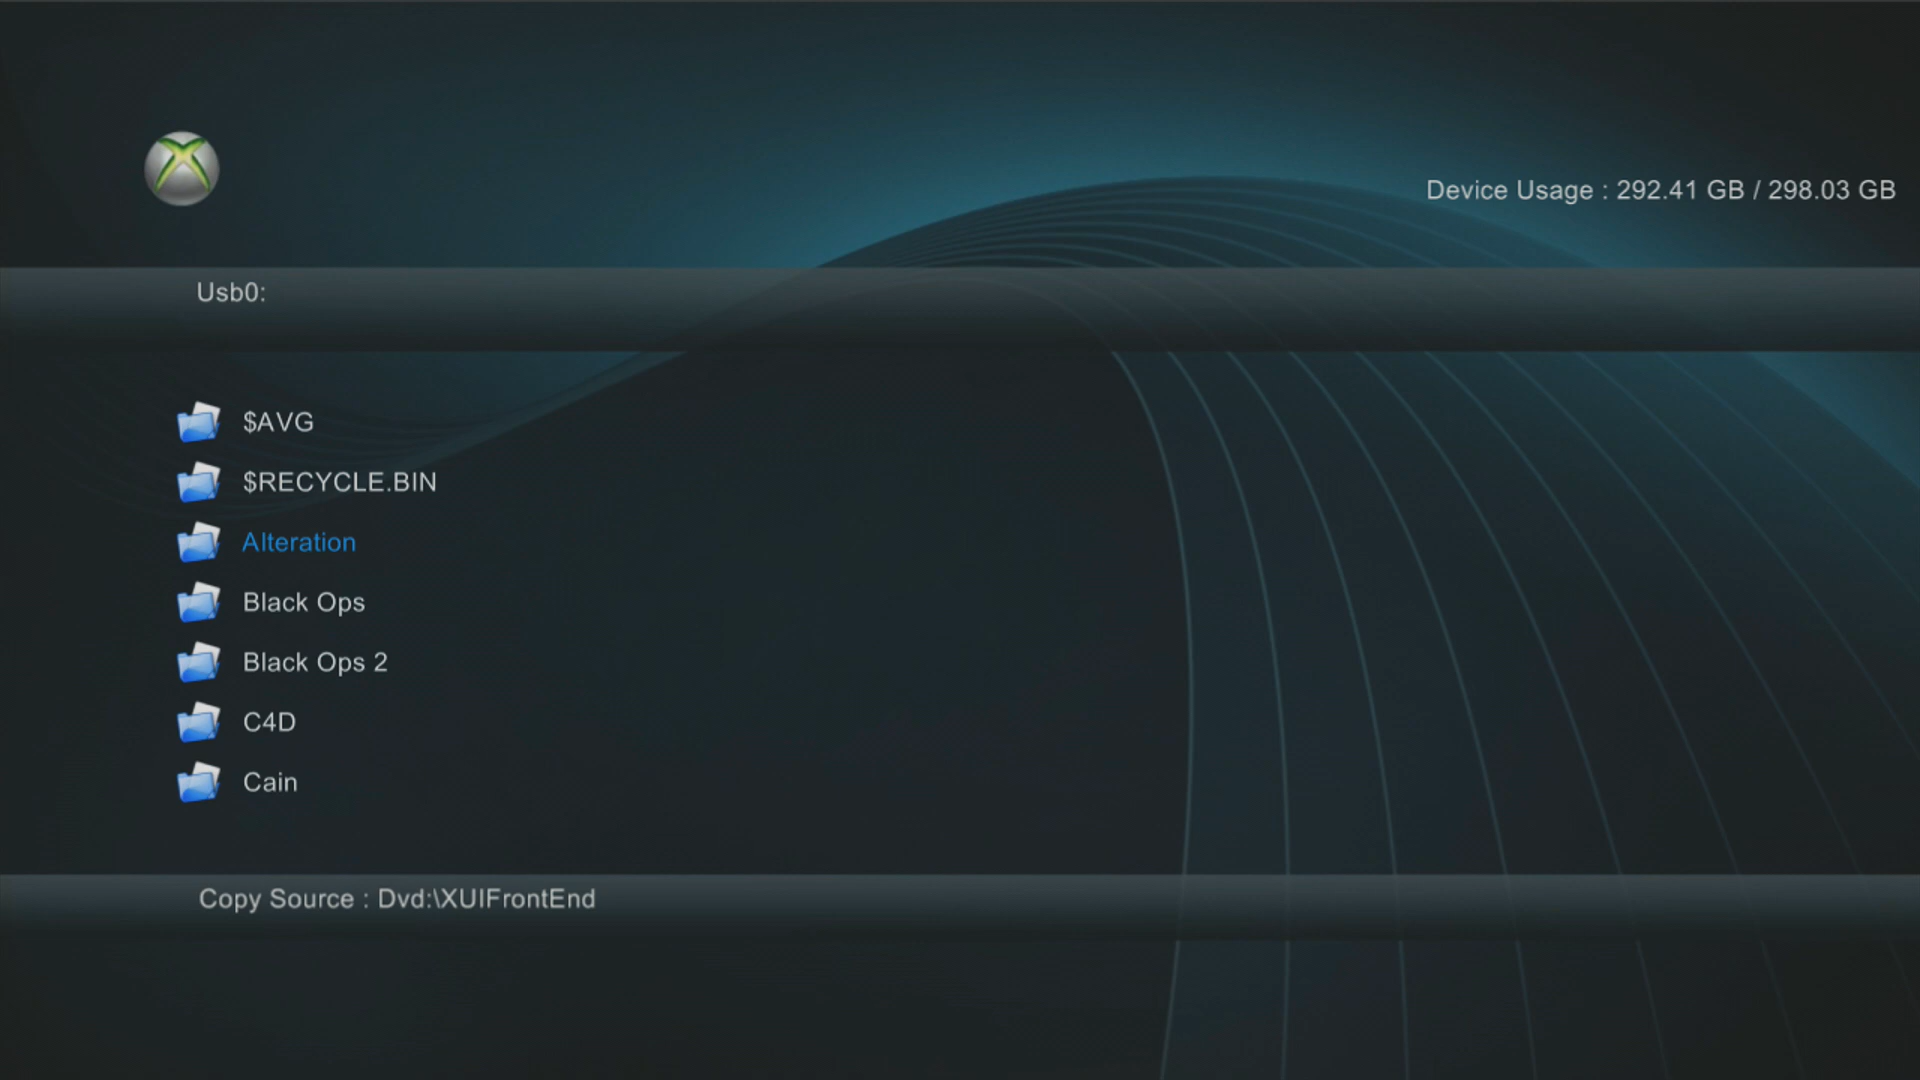 Device Usage : 292.41 GB / 298.03 GB
Usb0:
$AVG
$RECYCLE.BIN
Alteration
Black Ops
Black Ops 2
C4D
Cain
Copy Source : Dvd:\XUIFrontEnd